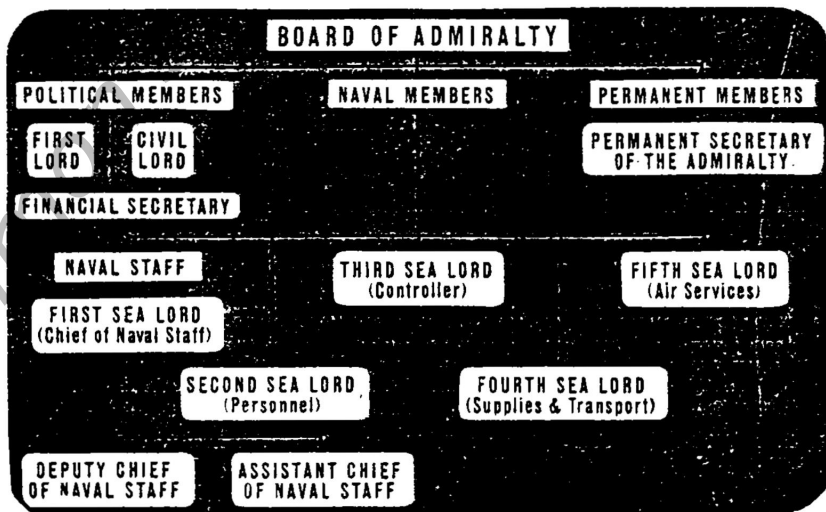 BOARD OF ADMIRALTY
POLITICAL MEMBERS
NAVAL MEMBERS
PERMANENT MEMBERS
FIRST
LORD
CIVIL
LORD
PERMANENT SECRETARY
OF THE ADMIRALTY.
FINANCIAL SECRETARY
NAVAL STAFF
THIRD SEA LORD
(Controller)
FIFTH SEA LORD
(Air Services)
FIRST SEA LORD
(Chief of Naval Staff)
SECOND SEA LORD
(Personnel)
FOURTH SEA LORD
(Supplies & Transport)
DEPUTY CHIEF
OF NAVAL STAFF
ASSISTANT CHIEF
OF NAVAL STAFF